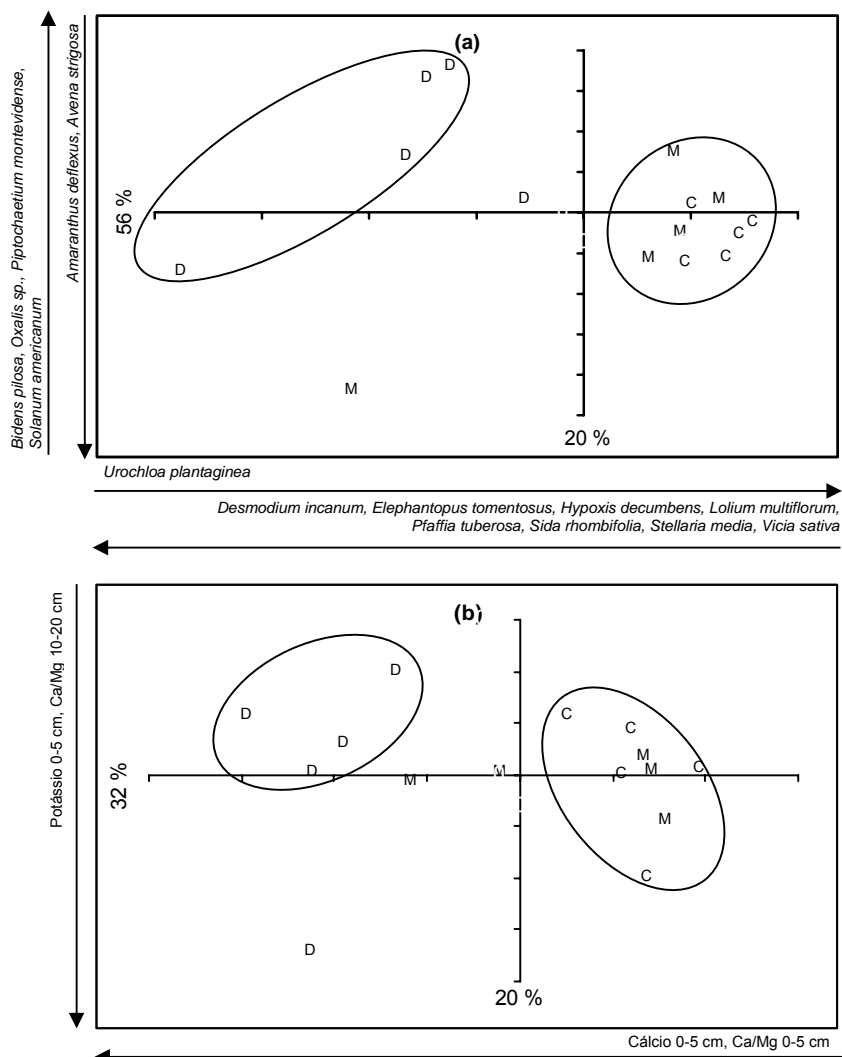 (a)
Bidens pilosa, Oxalis sp., Piptochaetium montevidense,
Solanum americanum
Amaranthus deflexus, Avena strigosa
D
D
D
M
D
M
C
56 %
C
M
C
M
C
C
D
M
20 %
Urochloa plantaginea
Desmodium incanum, Elephantopus tomentosus, Hypoxis decumbens, Lolium multiflorum,
Pfaffia tuberosa, Sida rhombifolia, Stellaria media, Vicia sativa
(b)
Potássio 0-5 cm, Ca/Mg 10-20 cm
D
D
C
C
D
M
D
M
M
C
M
C
32 %
M
C
D
20 %
Cálcio 0-5 cm, Ca/Mg 0-5 cm